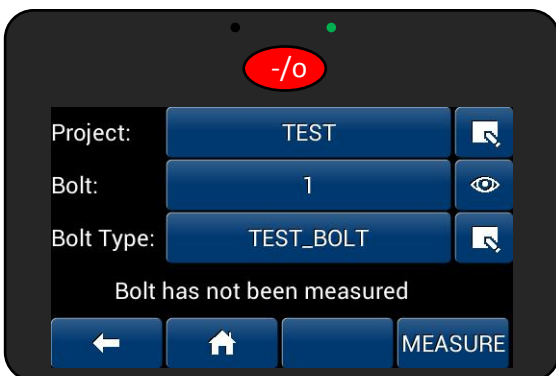 -/o
Project: TEST
Bolt: 1
Bolt Type: TEST_BOLT
Bolt has not been measured
MEASURE